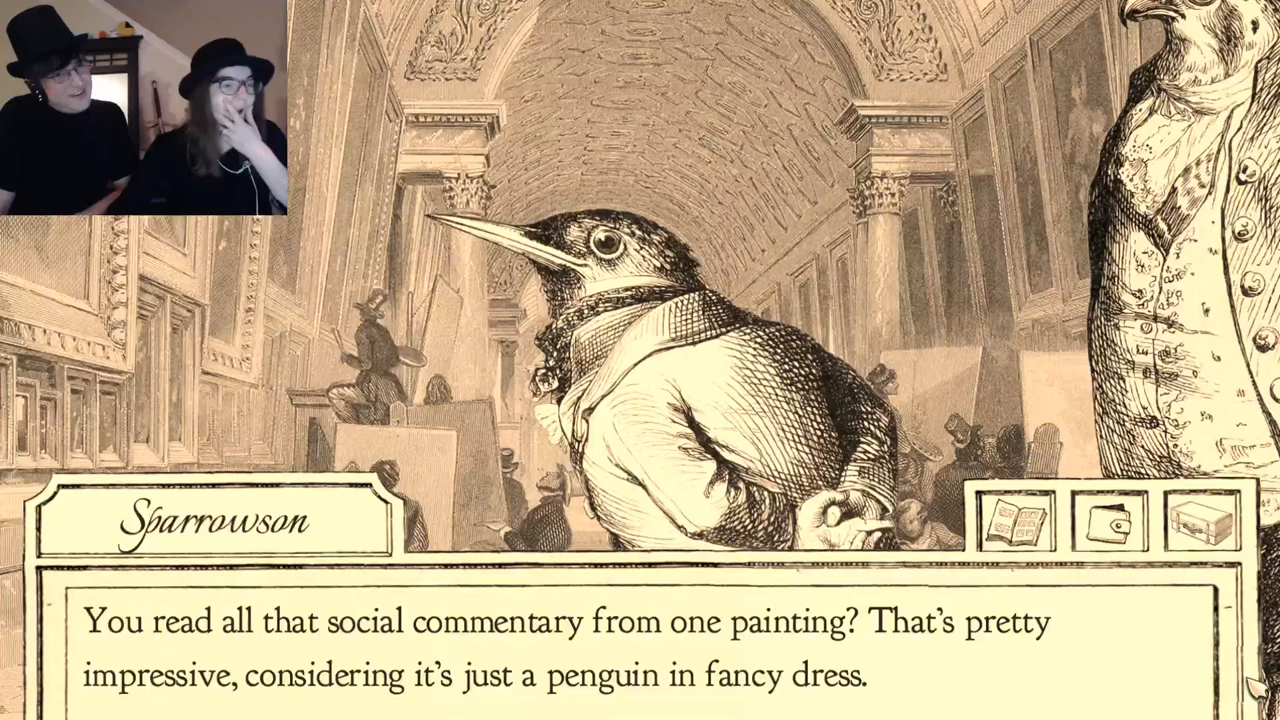 Sparrowson
You read all that social commentary from one painting? That's pretty
impressive, considering it's just a penguin in fancy dress.